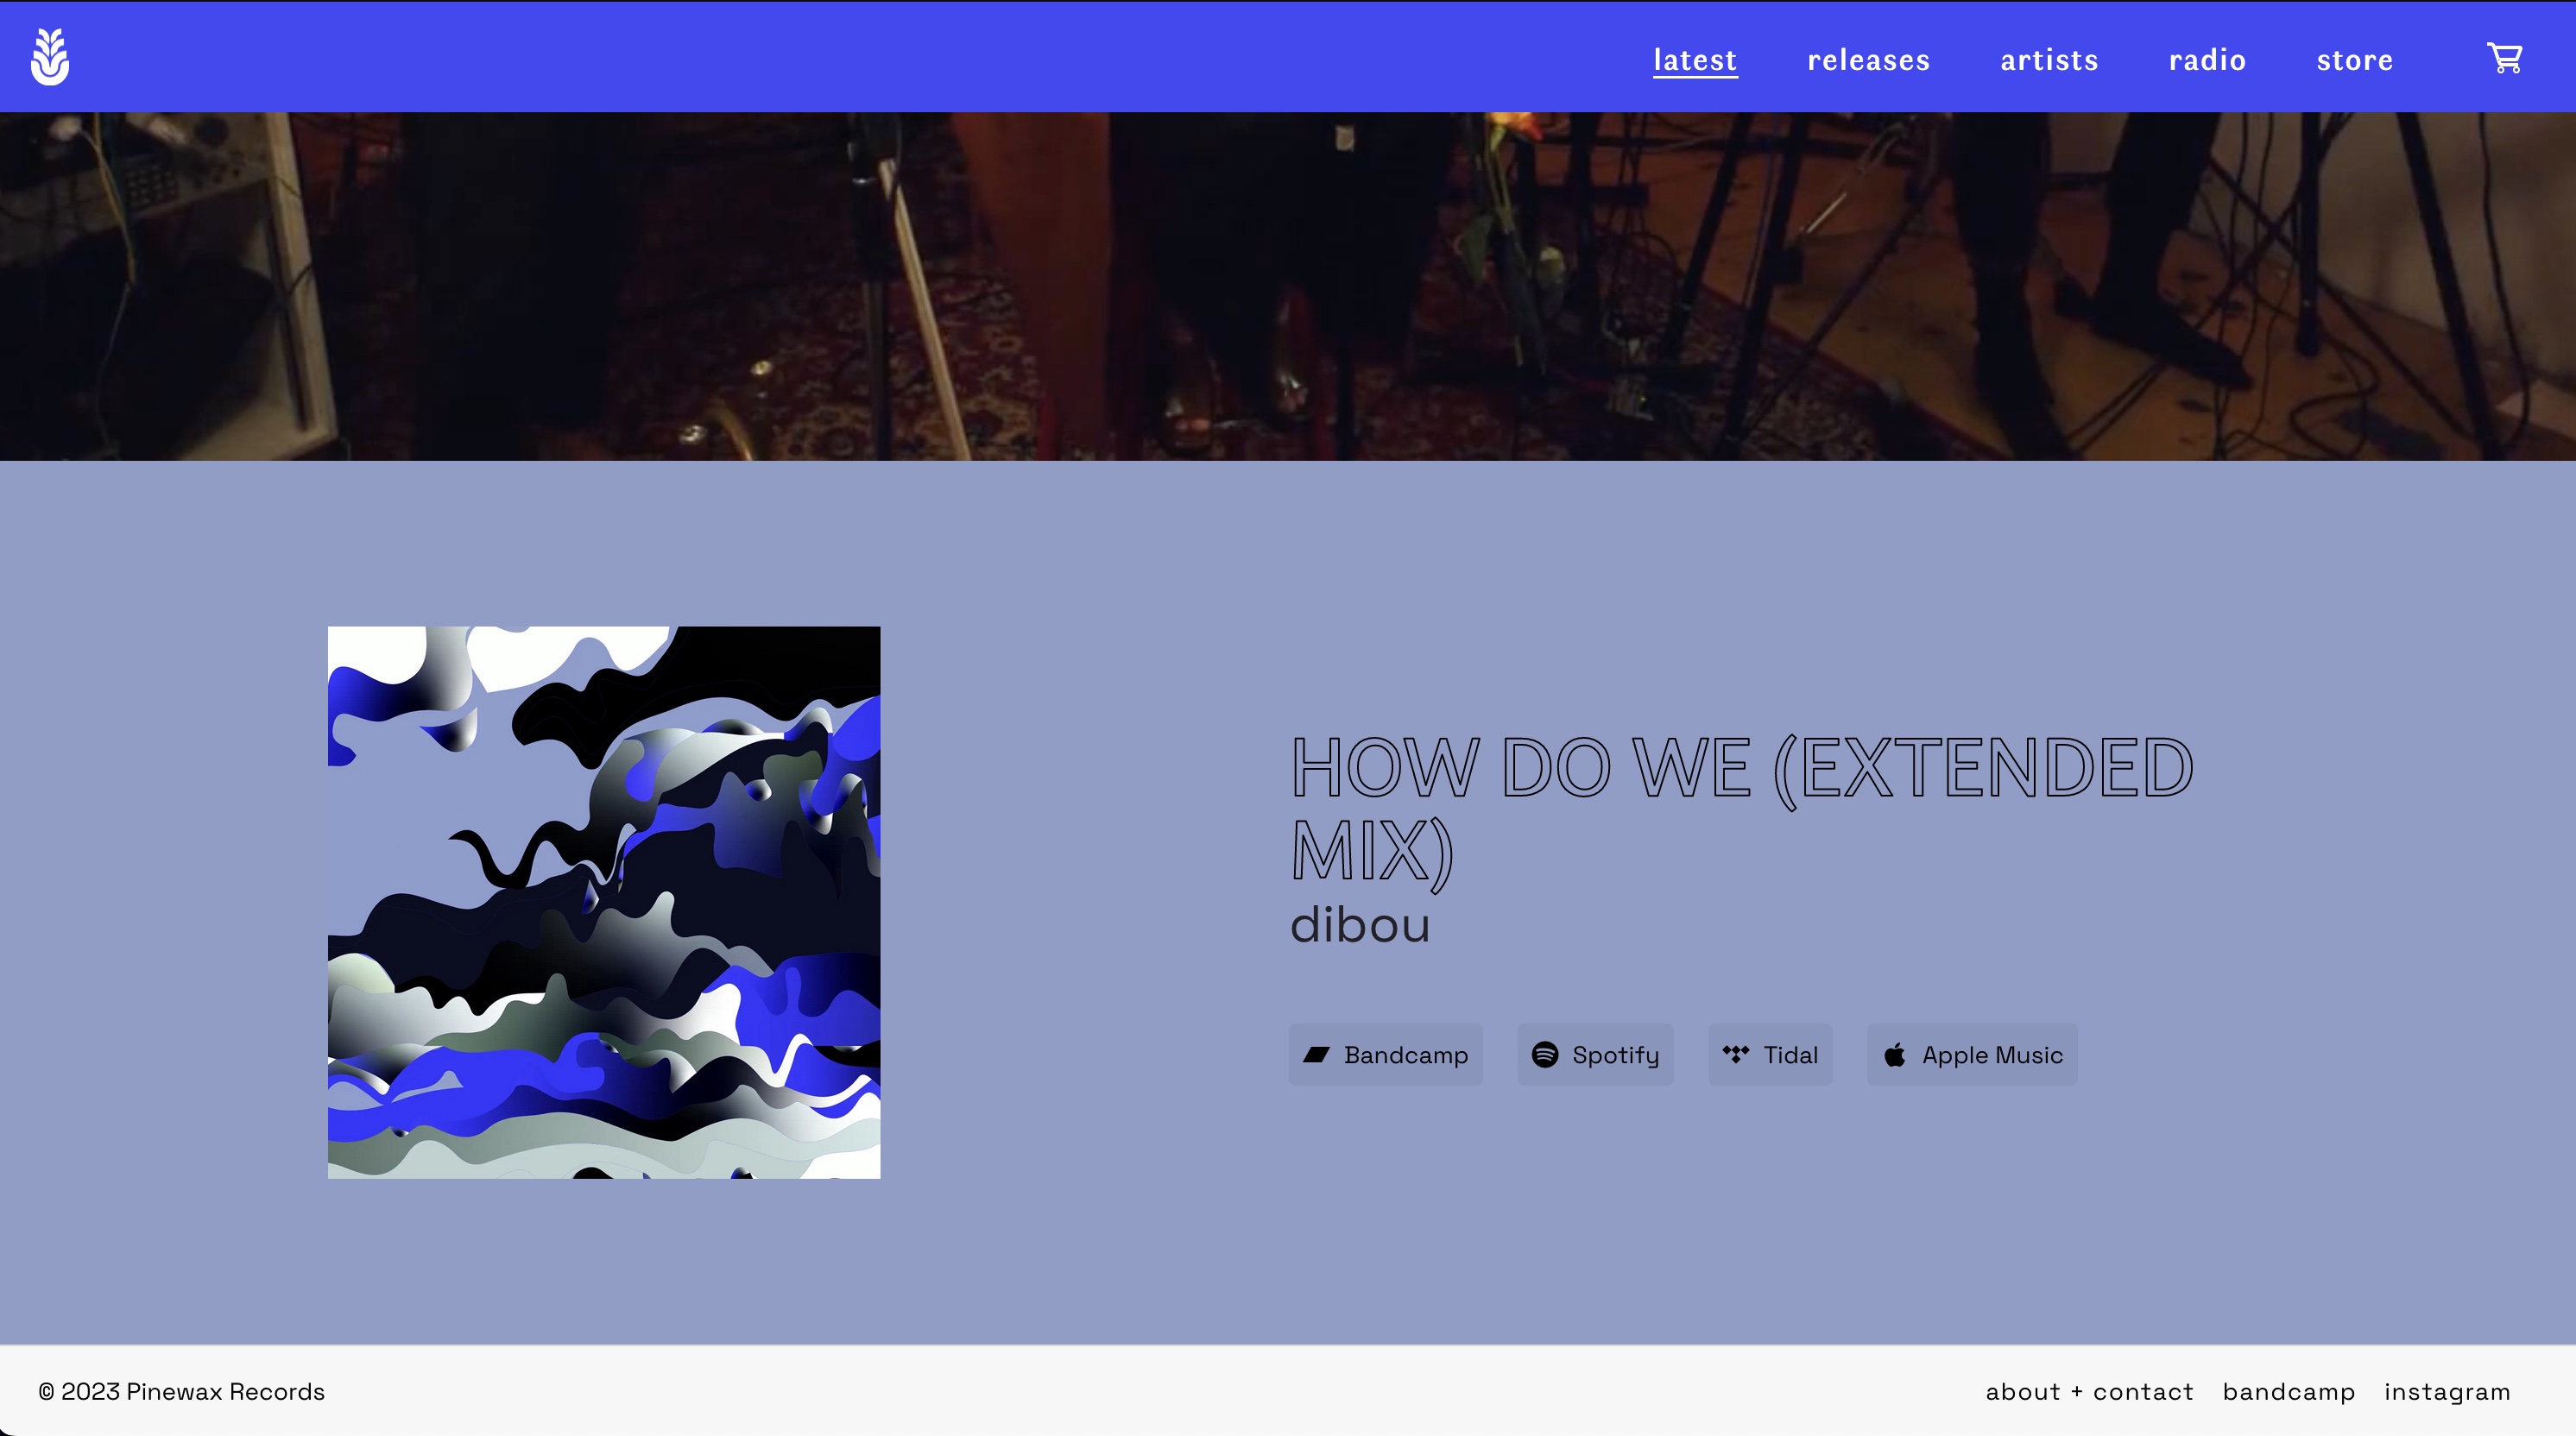 latest releases artists radio store
HOW DO WE (EXTENDED
MIX)
dibou
Bandcamp Spotify Tidal Apple Music
© 2023 Pinewax Records about + contact bandcamp instagram